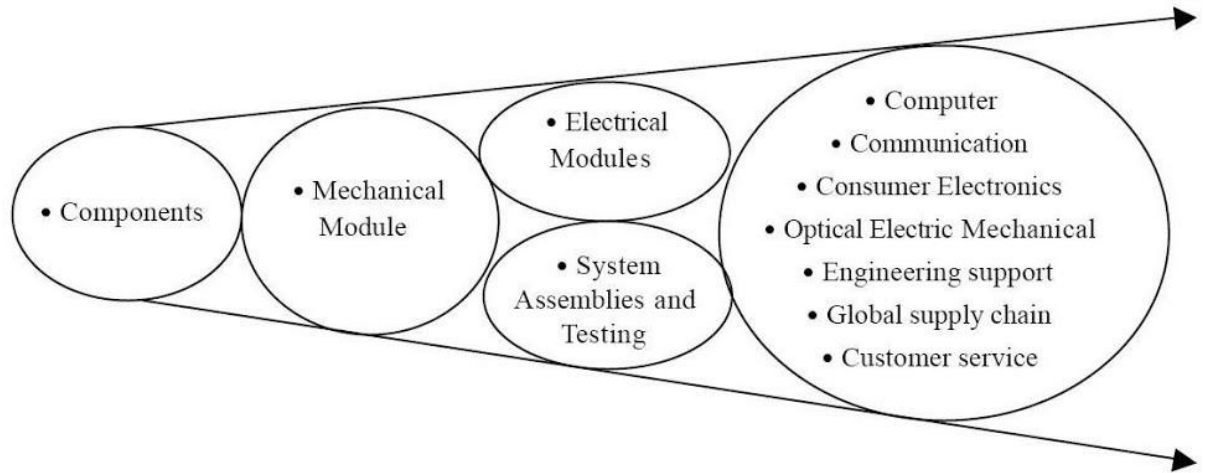 • Components
• Mechanical
Module
• Electrical
Modules
• System
Assemblies and
Testing
• Computer
• Communication
• Consumer Electronics
• Optical Electric Mechanical
• Engineering support
• Global supply chain
• Customer service